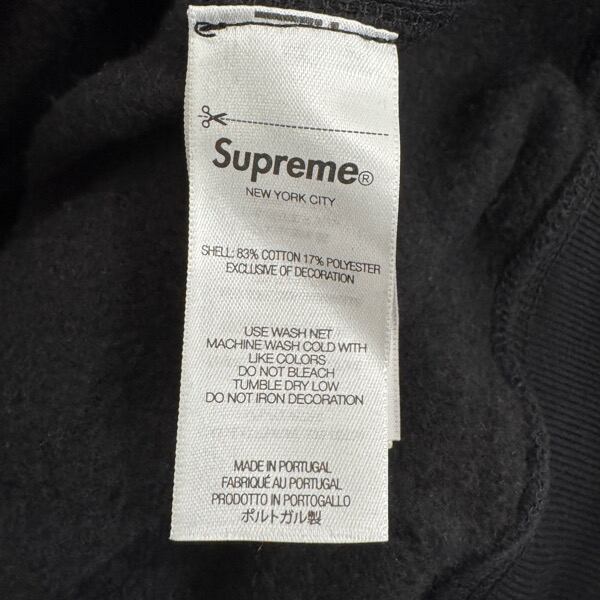 Supreme®
NEW YORK CITY
SHELL: 83% COTTON 17% POLYESTER
EXCLUSIVE OF DECORATION
USE WASH NET
MACHINE WASH COLD WITH
LIKE COLORS
DO NOT BLEACH
TUMBLE DRY LOW
DO NOT IRON DECORATION
MADE IN PORTUGAL
FABRIQUÉ AU PORTUGAL
PRODOTTO IN PORTOGALLO
ポルトガル製